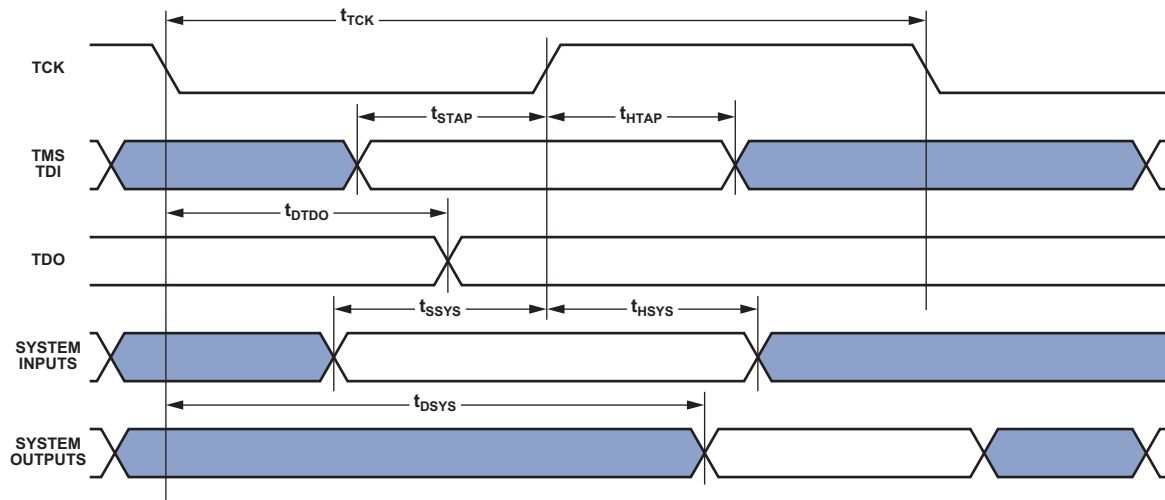 tTCK
TCK
tSTAP
tHTAP
TMS
TDI
tDTDO
TDO
tSSYS
tHSYS
SYSTEM
INPUTS
tDSYS
SYSTEM
OUTPUTS